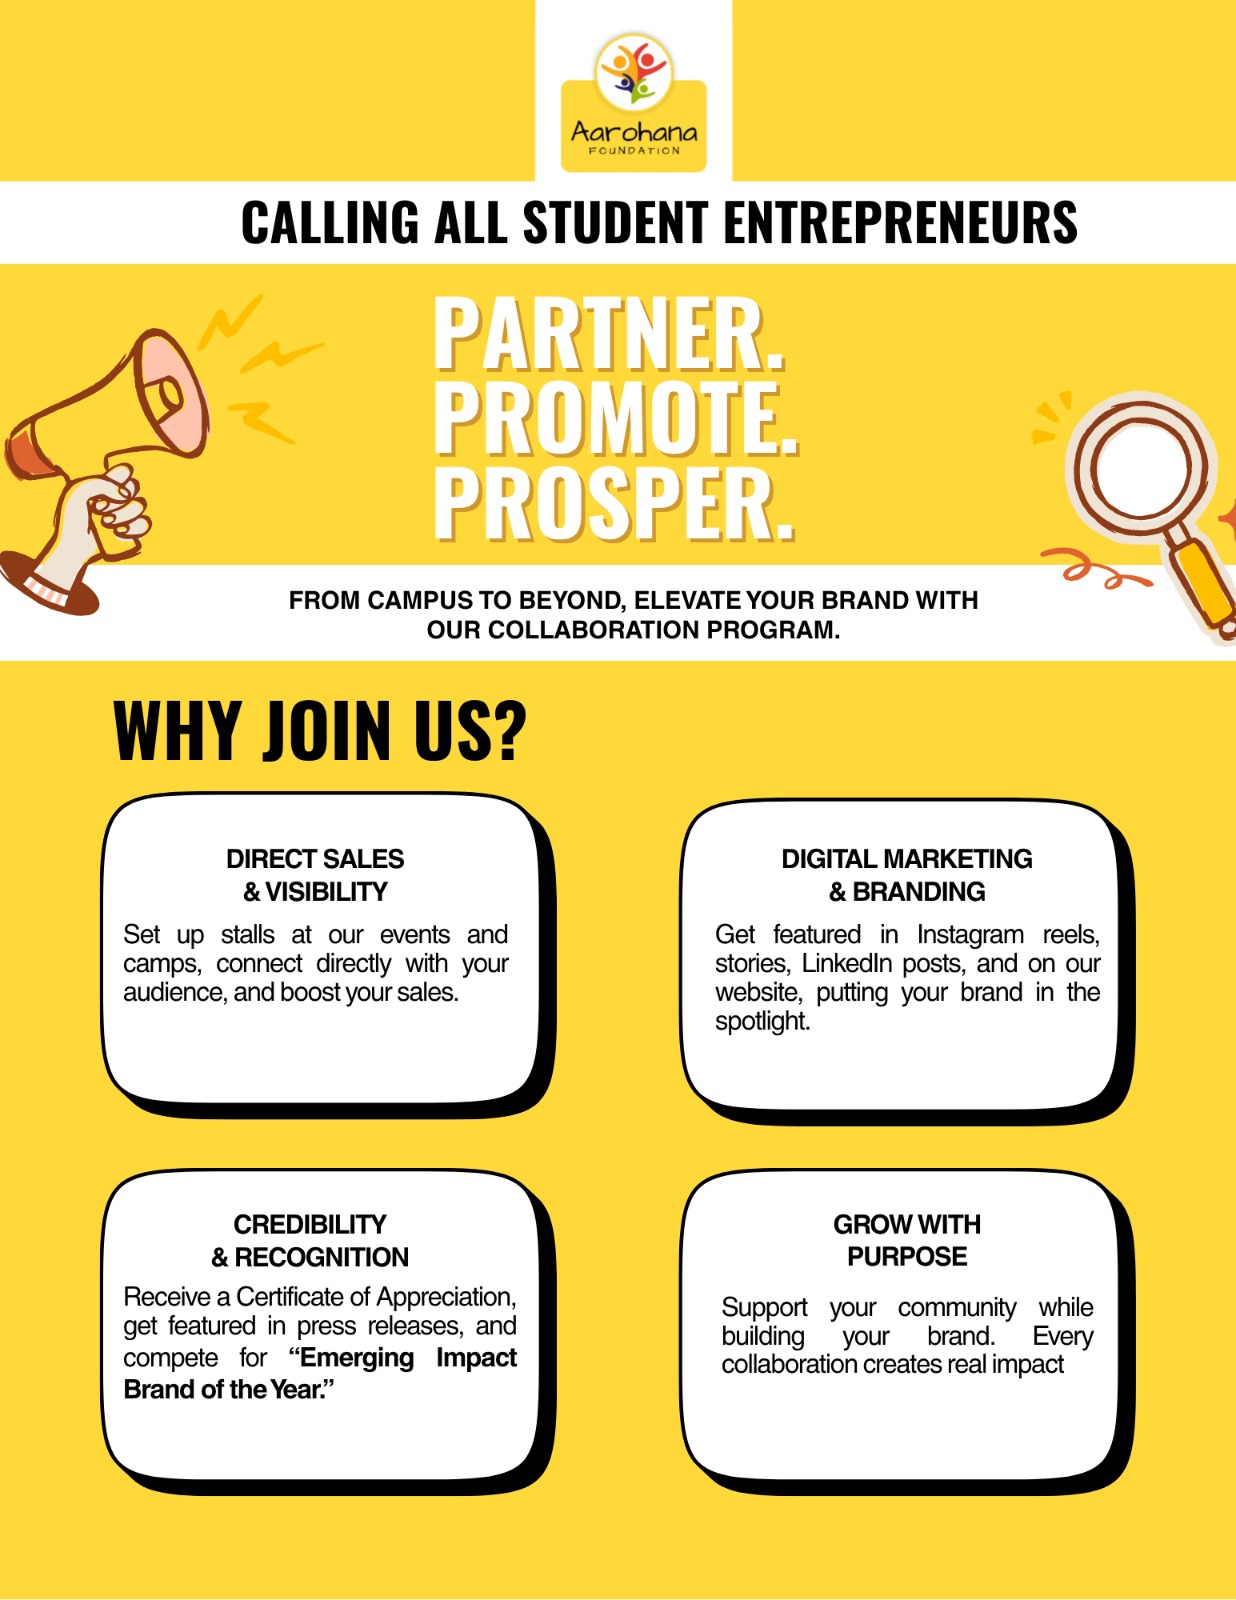 Aarohana
FOUNDATION
CALLING ALL STUDENT ENTREPRENEURS
PARTNER.
PROMOTE.
PROSPER.
FROM CAMPUS TO BEYOND, ELEVATE YOUR BRAND WITH
OUR COLLABORATION PROGRAM.
WHY JOIN US?
DIRECT SALES
& VISIBILITY
Set up stalls at our events and
camps, connect directly with your
audience, and boost your sales.
DIGITAL MARKETING
& BRANDING
Get featured in Instagram reels,
stories, LinkedIn posts, and on our
website, putting your brand in the
spotlight.
CREDIBILITY
& RECOGNITION
Receive a Certificate of Appreciation,
get featured in press releases, and
compete for “Emerging Impact
Brand of the Year.”
GROW WITH
PURPOSE
Support your community while
building your brand. Every
collaboration creates real impact